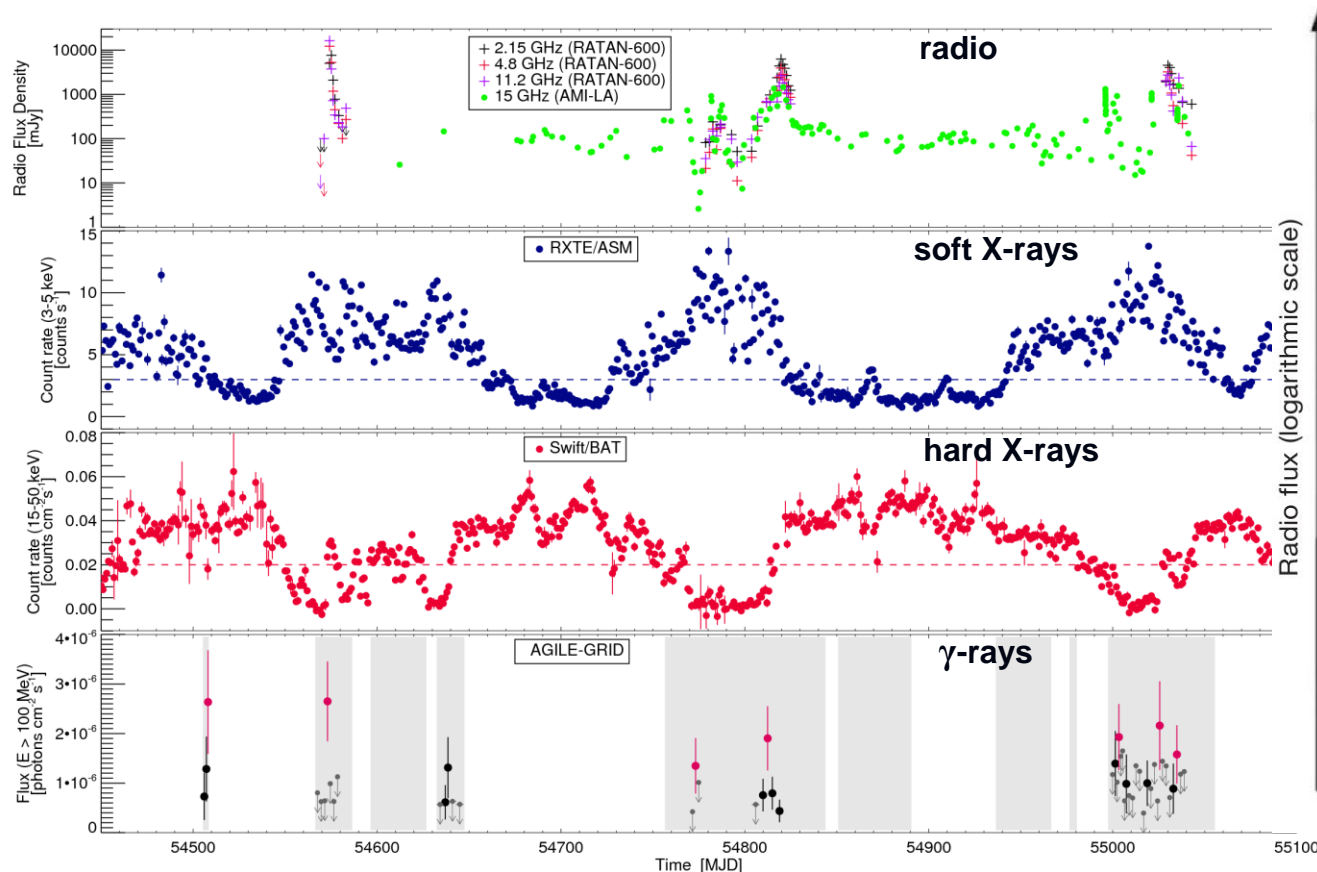 radio
2.15 GHz (RATAN-600)
4.8 GHz (RATAN-600)
11.2 GHz (RATAN-600)
15 GHz (AMI-LA)
Radio Flux Density
[mJy]
10000
1000
100
10
1
soft X-rays
RXTE/ASM
Count rate (3-5 keV)
[counts s⁻¹]
15
10
5
0
hard X-rays
Swift/BAT
Count rate (15-50 keV)
[counts cm⁻²s⁻¹]
0.08
0.06
0.04
0.02
0.00
γ-rays
AGILE-GRID
Flux (E > 100 MeV)
[photons cm⁻²s⁻¹]
4•10⁻⁶
3•10⁻⁶
2•10⁻⁶
1•10⁻⁶
0
54500 54600 54700 54800 54900 55000 55100
Time [MJD]
Radio flux (logarithmic scale)